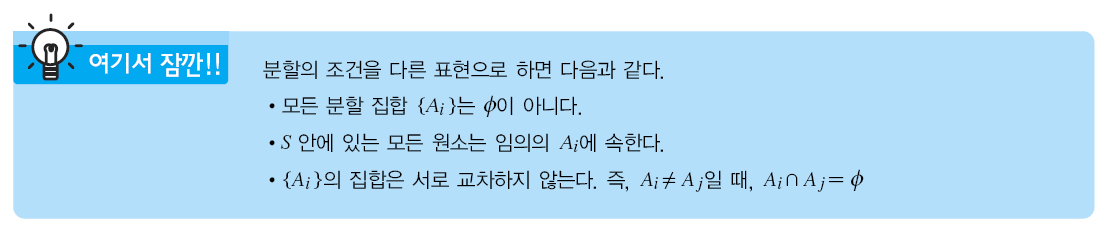 여기서 잠깐!!
분할의 조건을 다른 표현으로 하면 다음과 같다.
• 모든 분할 집합 {Ai}는 ϕ이 아니다.
• S 안에 있는 모든 원소는 임의의 Ai에 속한다.
• {Ai}의 집합은 서로 교차하지 않는다. 즉, Ai ≠ Aj일 때, Ai ∩ Aj = ϕ